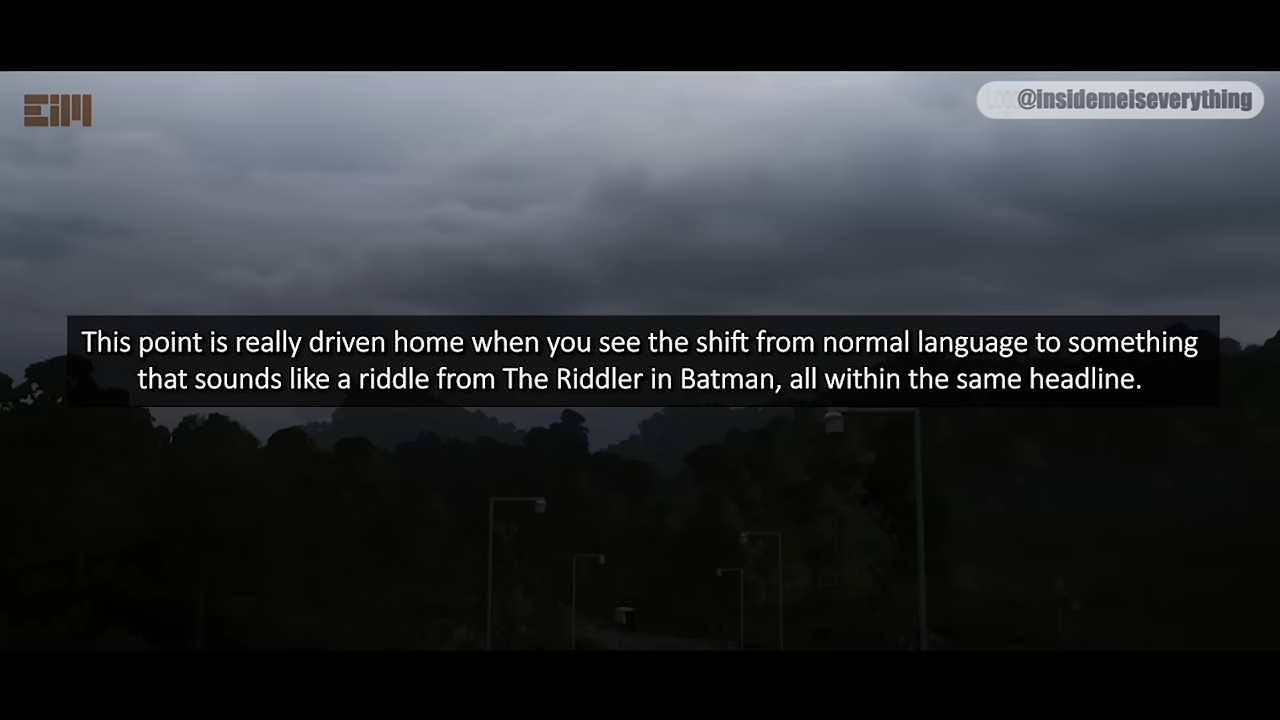 EiM
@insidemeiseverything
This point is really driven home when you see the shift from normal language to something
that sounds like a riddle from The Riddler in Batman, all within the same headline.